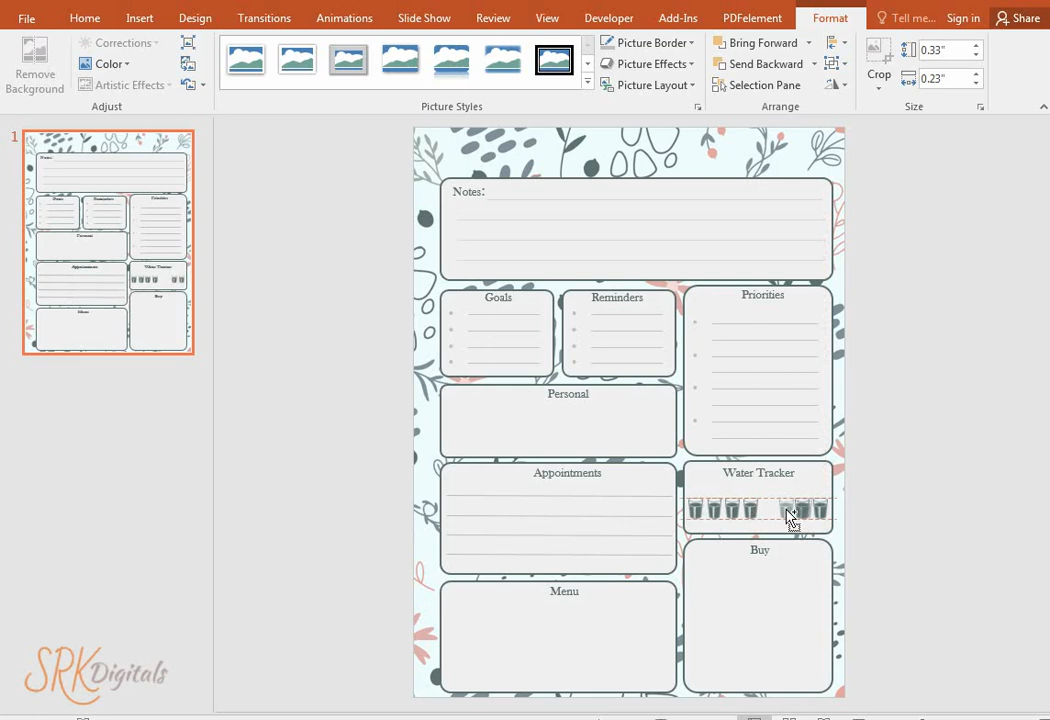 File Home Insert Design Transitions Animations Slide Show Review View Developer Add-Ins PDFelement Format Tell me... Sign in Share
Corrections Picture Border Bring Forward 0.33"
Remove Background Color Picture Effects Send Backward Crop
Artistic Effects Picture Layout Selection Pane 0.23"
Adjust Picture Styles Arrange Size
1
Notes:
Goals Reminders Priorities
Personal
Appointments Water Tracker
Buy
Menu
SRK Digitals